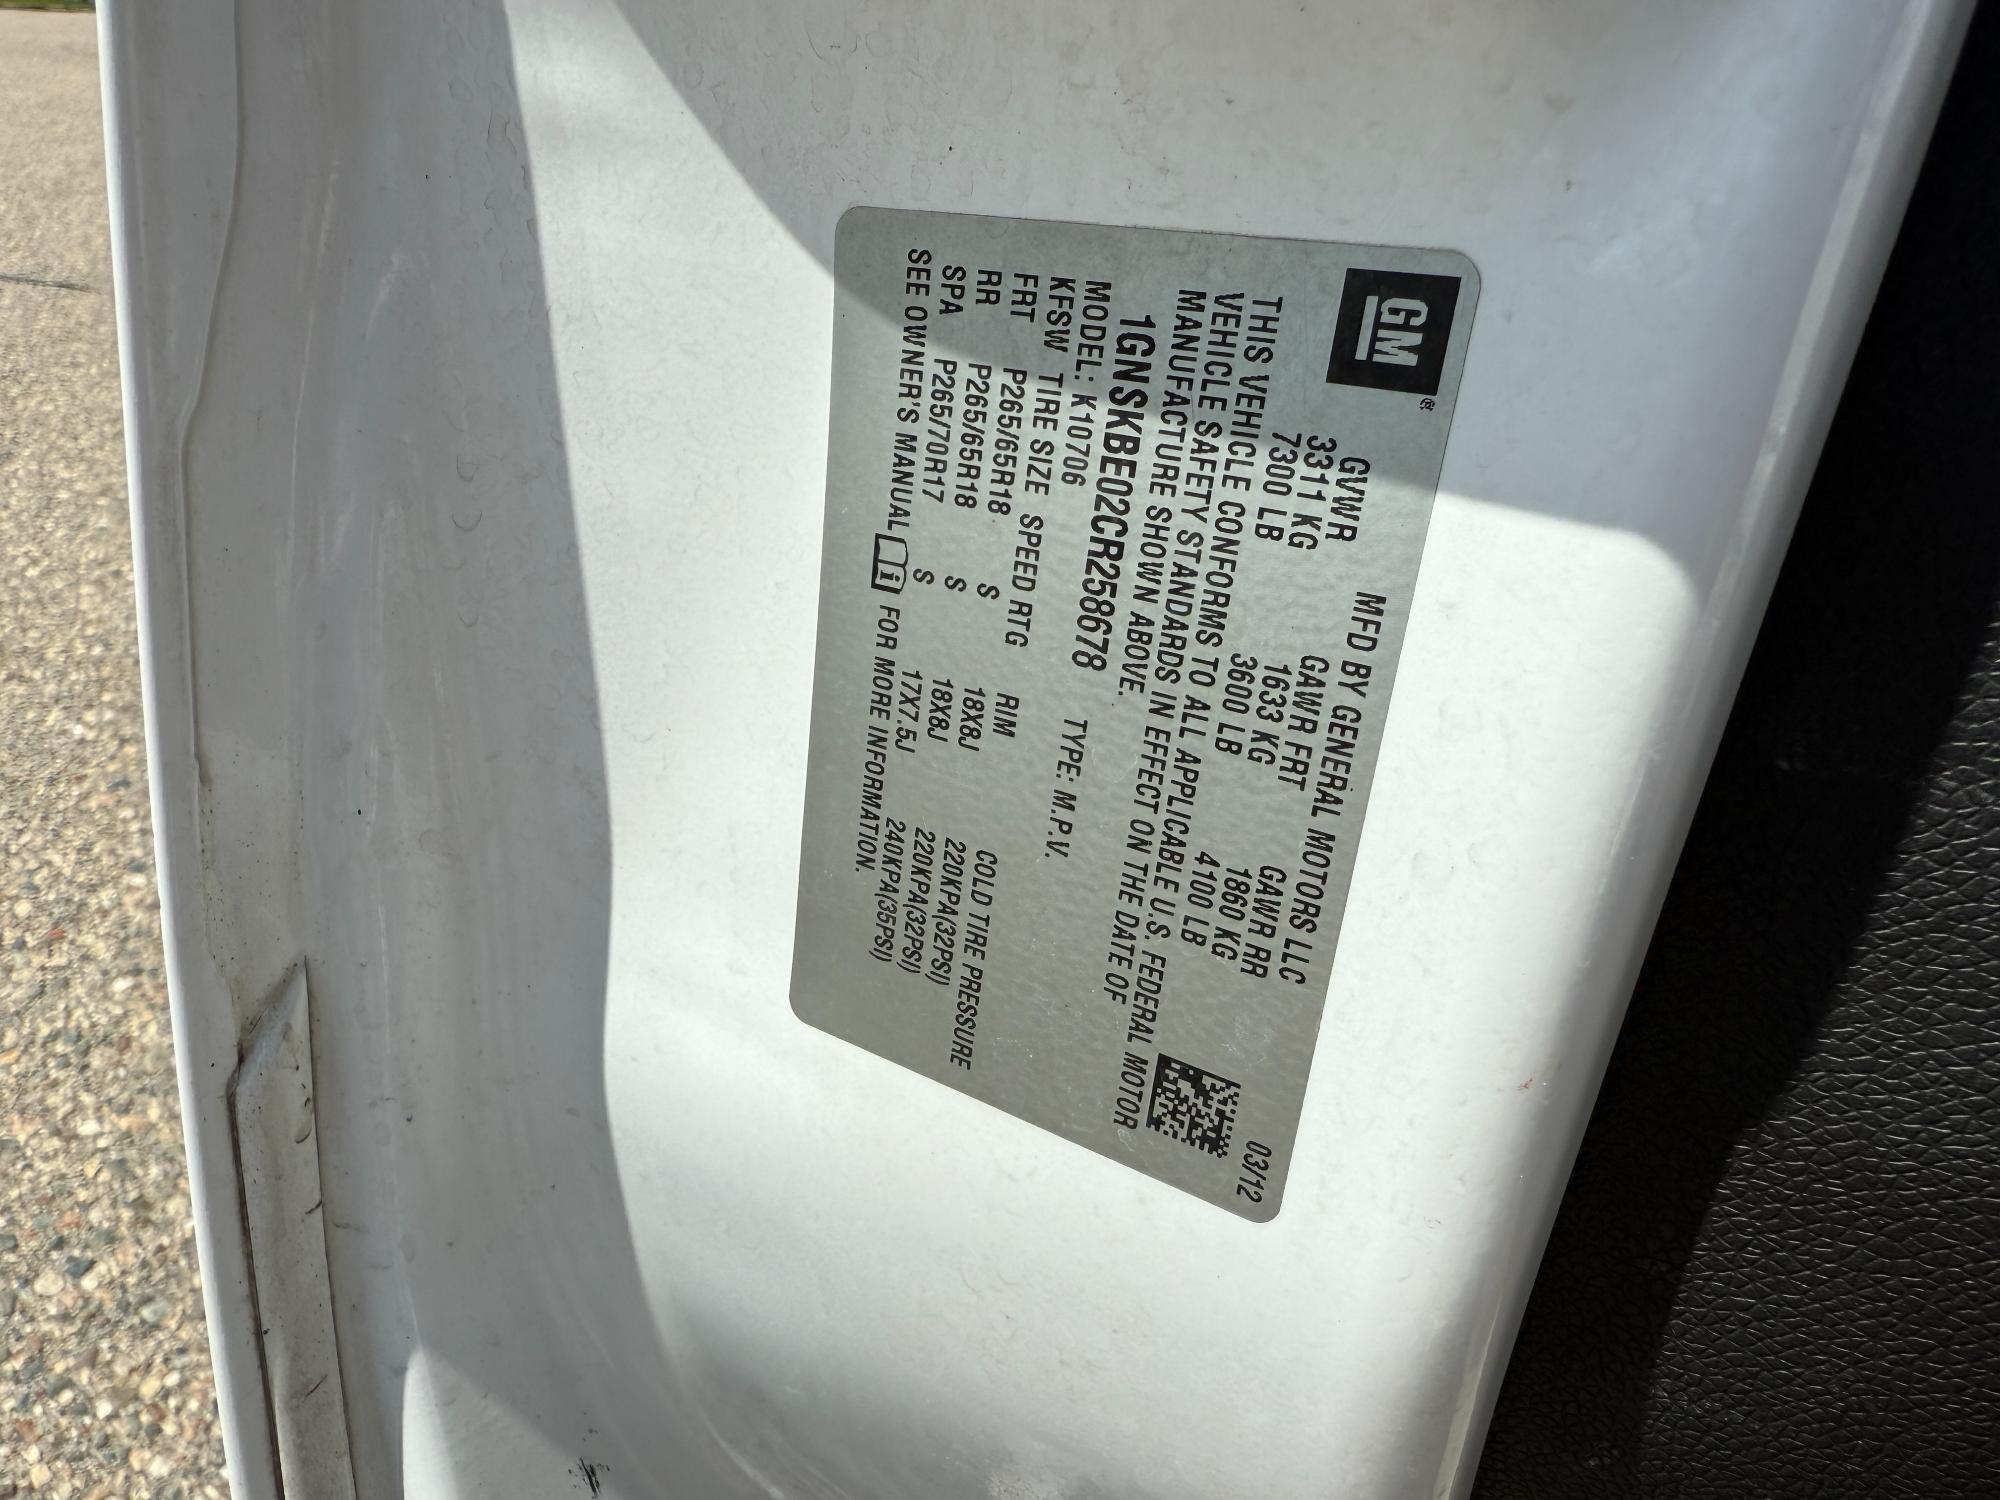 GM ®
MFD BY GENERAL MOTORS LLC 03/12
GVWR GAWR FRT GAWR RR
3311 KG 1633 KG 1860 KG
7300 LB 3600 LB 4100 LB
THIS VEHICLE CONFORMS TO ALL APPLICABLE U.S. FEDERAL MOTOR
VEHICLE SAFETY STANDARDS IN EFFECT ON THE DATE OF
MANUFACTURE SHOWN ABOVE.
1GNSKBE02CR258678 TYPE: M.P.V.
MODEL: K10706
KFSW TIRE SIZE SPEED RTG RIM COLD TIRE PRESSURE
FRT P265/65R18 S 18X8J 220KPA(32PSI)
RR P265/65R18 S 18X8J 220KPA(32PSI)
SPA P265/70R17 S 17X7.5J 240KPA(35PSI)
SEE OWNER'S MANUAL i FOR MORE INFORMATION.